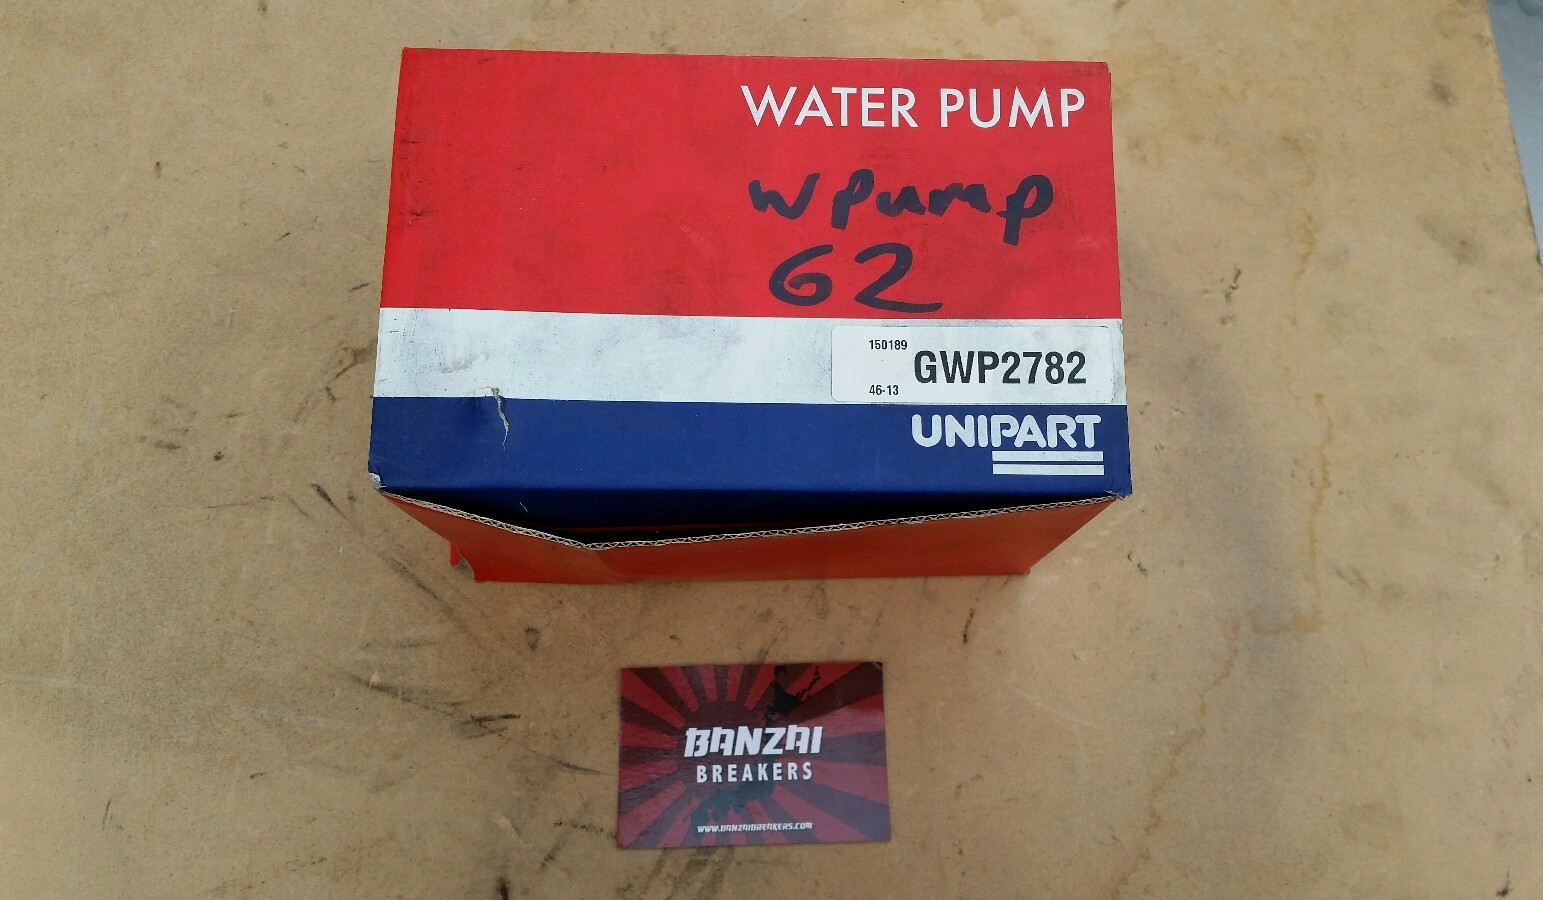 WATER PUMP
W Pump
62
150189
GWP2782
46-13
UNIPART
BANZAI
BREAKERS
WWW.BANZAIBREAKERS.COM